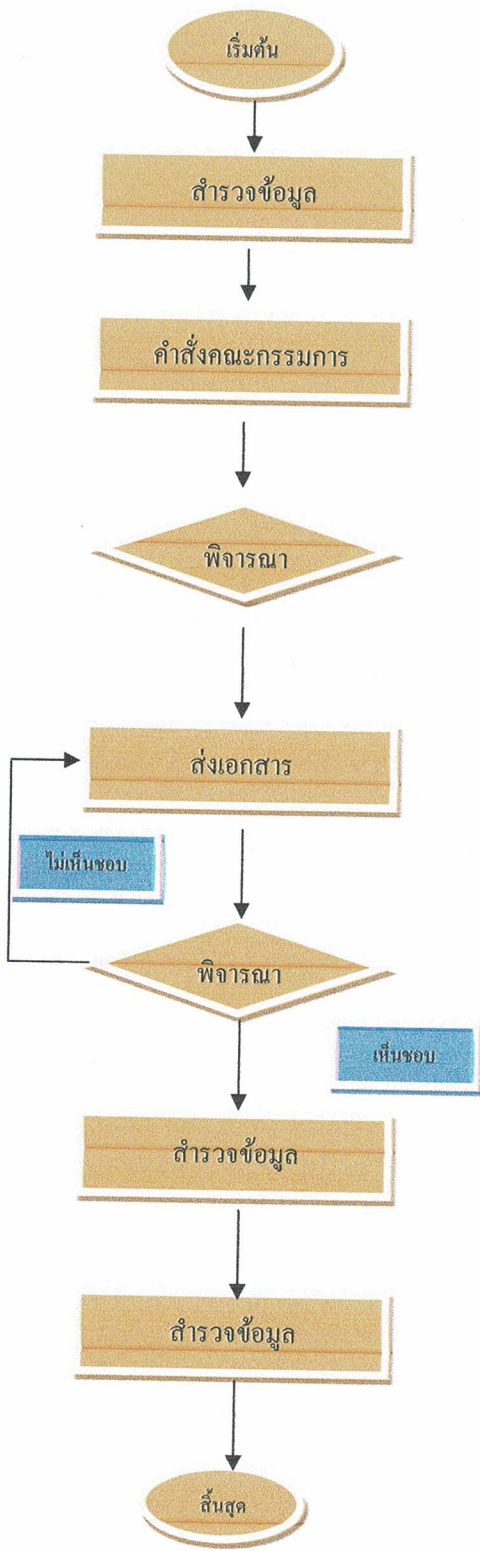 เริ่มต้น
สำรวจข้อมูล
คำสั่งคณะกรรมการ
พิจารณา
ส่งเอกสาร
ไม่เห็นชอบ
พิจารณา
เห็นชอบ
สำรวจข้อมูล
สำรวจข้อมูล
สิ้นสุด